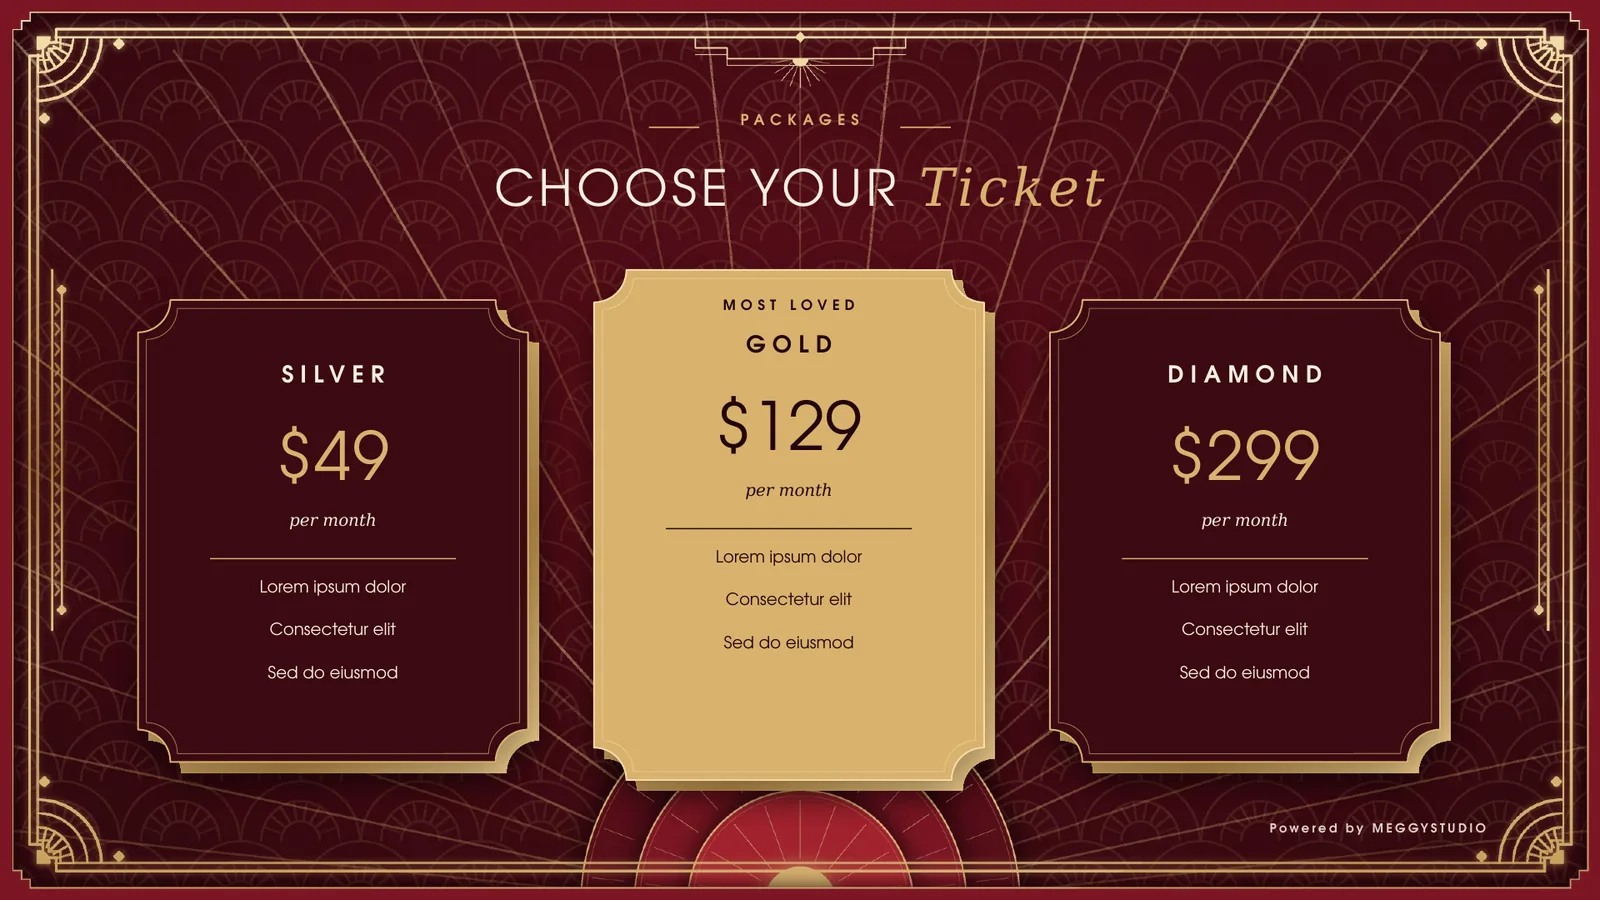 PACKAGES
CHOOSE YOUR Ticket
SILVER
$49
per month
Lorem ipsum dolor
Consectetur elit
Sed do eiusmod
MOST LOVED
GOLD
$129
per month
Lorem ipsum dolor
Consectetur elit
Sed do eiusmod
DIAMOND
$299
per month
Lorem ipsum dolor
Consectetur elit
Sed do eiusmod
Powered by MEGGYSTUDIO